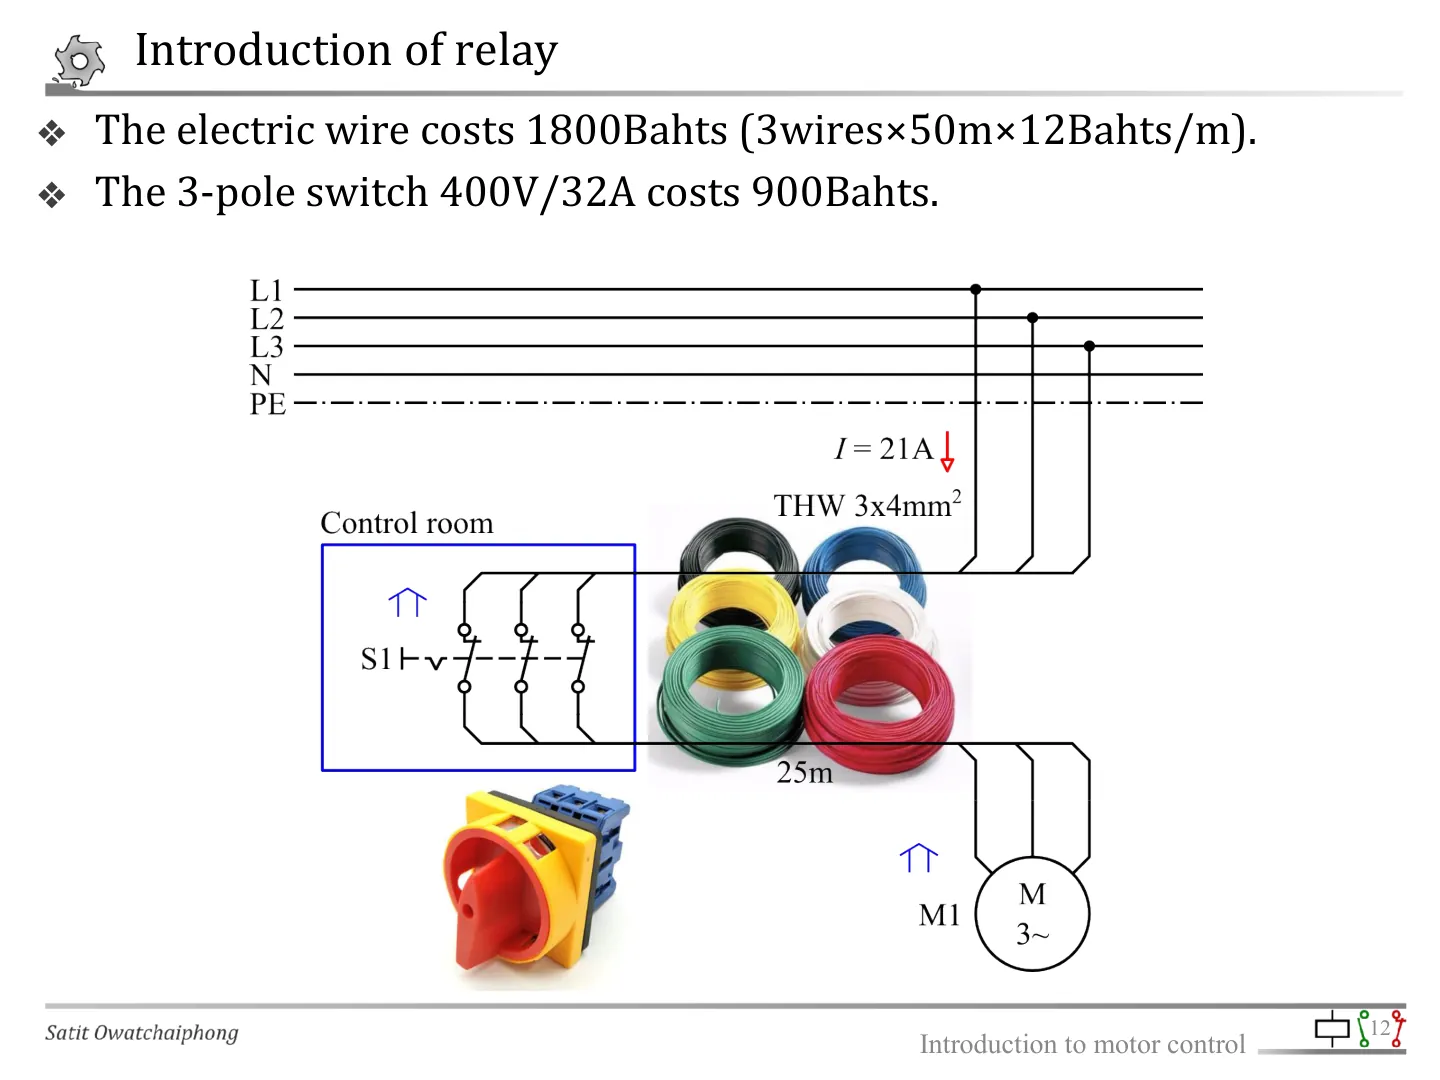 Introduction of relay
❖ The electric wire costs 1800Bahts (3wires×50m×12Bahts/m).
❖ The 3-pole switch 400V/32A costs 900Bahts.
L1
L2
L3
N
PE
I = 21A
THW 3x4mm²
Control room
S1
25m
M1
M
3~
Satit Owatchaiphong
Introduction to motor control
12